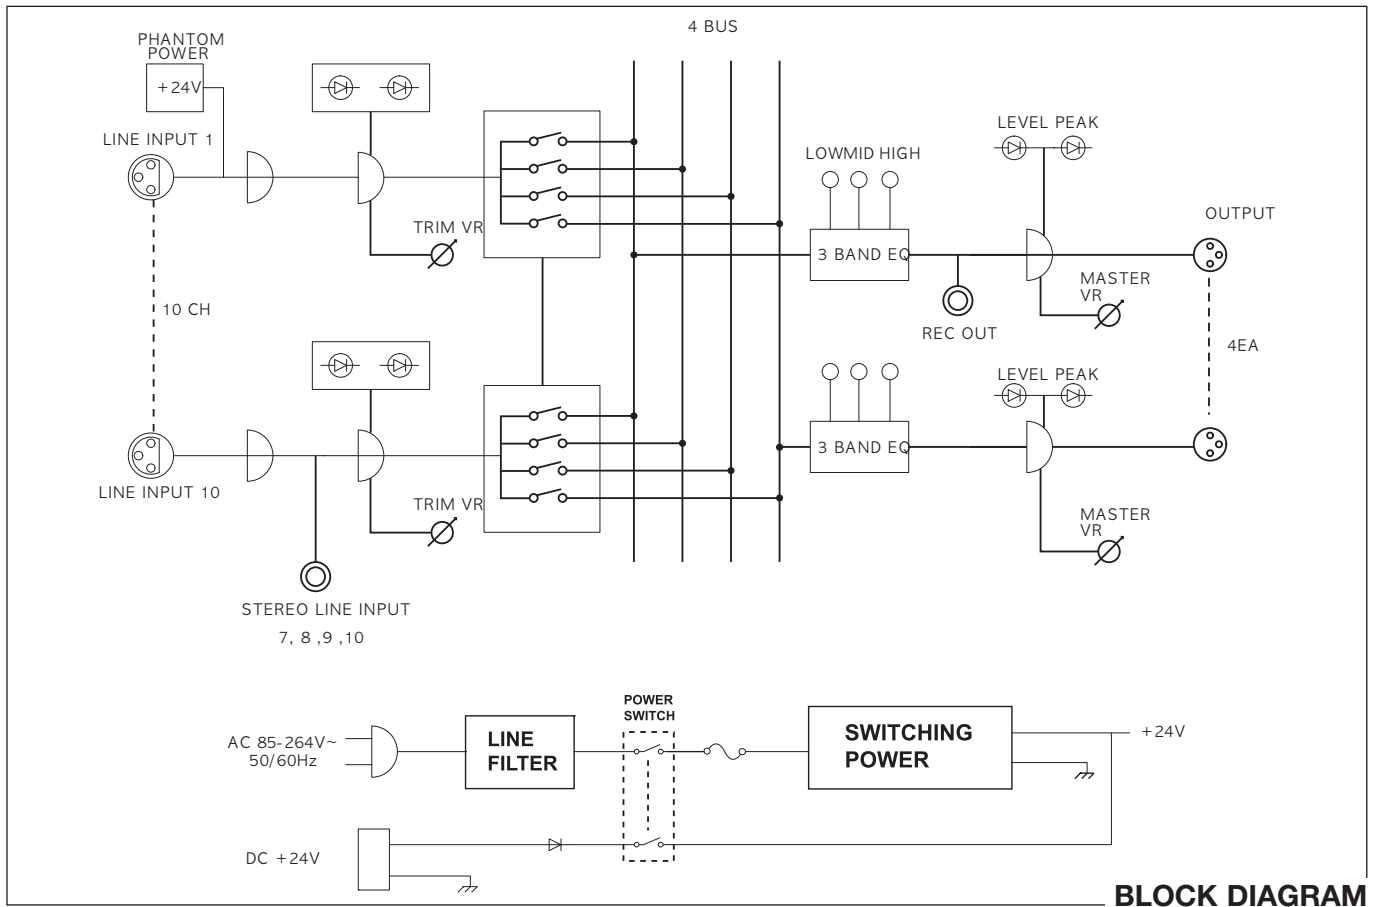 4 BUS
PHANTOM
POWER
+24V
LINE INPUT 1
TRIM VR
LOWMID HIGH
3 BAND EQ
LEVEL PEAK
OUTPUT
MASTER
VR
REC OUT
10 CH
4EA
LEVEL PEAK
3 BAND EQ
LINE INPUT 10
TRIM VR
MASTER
VR
STEREO LINE INPUT
7, 8 ,9 ,10
POWER
SWITCH
AC 85-264V~
50/60Hz
LINE
FILTER
SWITCHING
POWER
+24V
DC +24V
BLOCK DIAGRAM